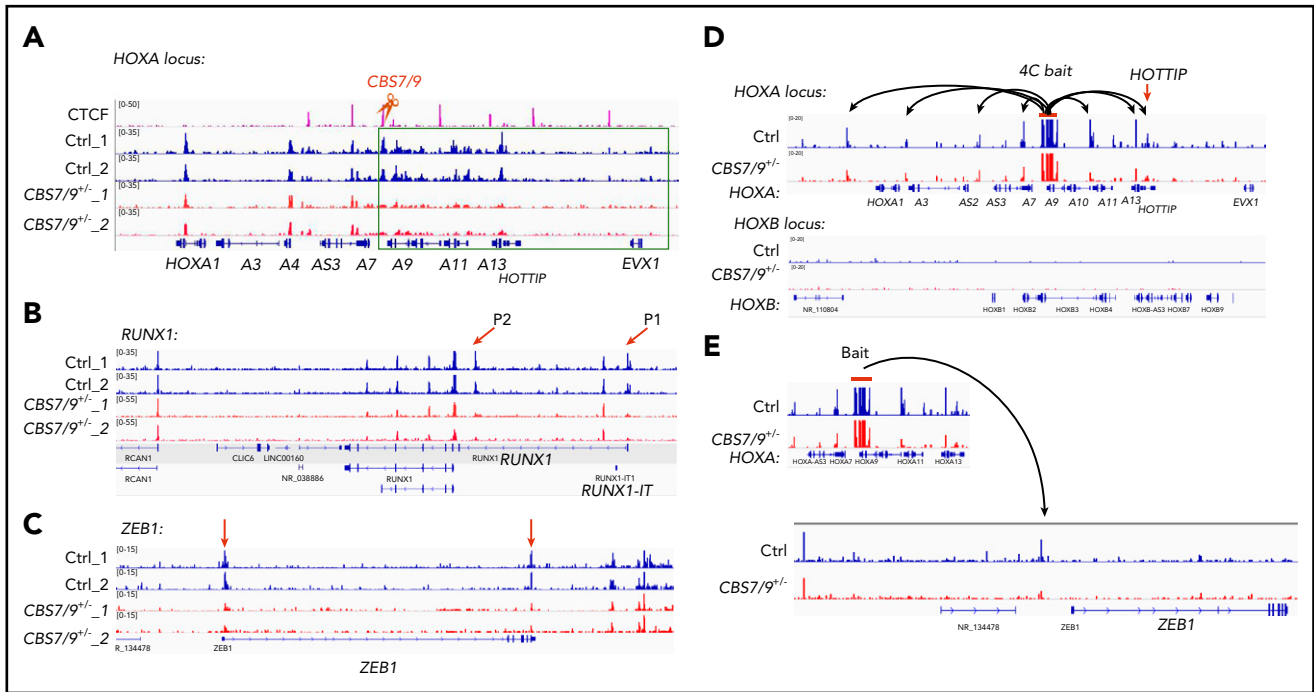 A
HOXA locus:
CBS7/9
CTCF [0-50]
Ctrl_1 [0-35]
Ctrl_2 [0-35]
CBS7/9+/-_1 [0-35]
CBS7/9+/-_2 [0-35]
HOXA1 A3 A4 AS3 A7 A9 A11 A13 HOTTIP EVX1
B
RUNX1:
P2 P1
Ctrl_1 [0-35]
Ctrl_2 [0-35]
CBS7/9+/-_1 [0-55]
CBS7/9+/-_2 [0-55]
RCAN1 CLIC6 LINC00160 RUNX1 RUNX1
RCAN1 NR_038886 RUNX1 RUNX1-IT1
RUNX1 RUNX1-IT
C
ZEB1:
Ctrl_1 [0-15]
Ctrl_2 [0-15]
CBS7/9+/-_1 [0-15]
CBS7/9+/-_2 [0-15]
R_134478 ZEB1
ZEB1
D
4C bait HOTTIP
HOXA locus:
Ctrl [0-20]
CBS7/9+/- [0-20]
HOXA:
HOXA1 A3 AS2 AS3 A7 A9 A10 A11 A13 HOTTIP EVX1
HOXB locus:
Ctrl [0-20]
CBS7/9+/- [0-20]
HOXB:
NR_110804 HOXB1 HOXB2 HOXB3 HOXB4 HOXB-AS3 HOXB7 HOXB9
E
Bait
Ctrl
CBS7/9+/-
HOXA:
HOXA-AS3 HOXA7 HOXA9 HOXA11 HOXA13
Ctrl
CBS7/9+/-
NR_134478 ZEB1 ZEB1